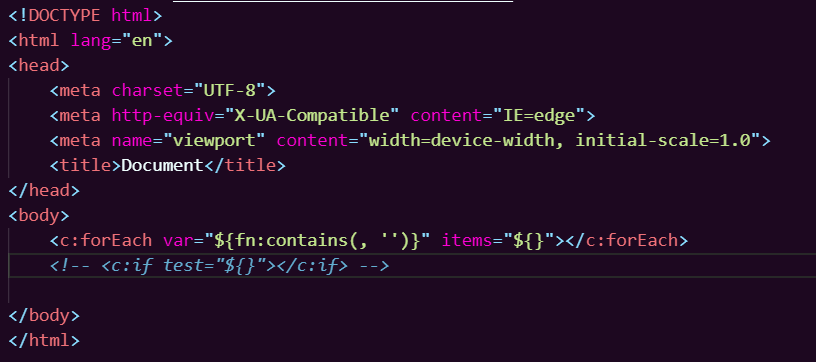 <!DOCTYPE html>
<html lang="en">
<head>
    <meta charset="UTF-8">
    <meta http-equiv="X-UA-Compatible" content="IE=edge">
    <meta name="viewport" content="width=device-width, initial-scale=1.0">
    <title>Document</title>
</head>
<body>
    <c:forEach var="${fn:contains(, '')}" items="${}"></c:forEach>
    <!-- <c:if test="${}"></c:if> -->
</body>
</html>